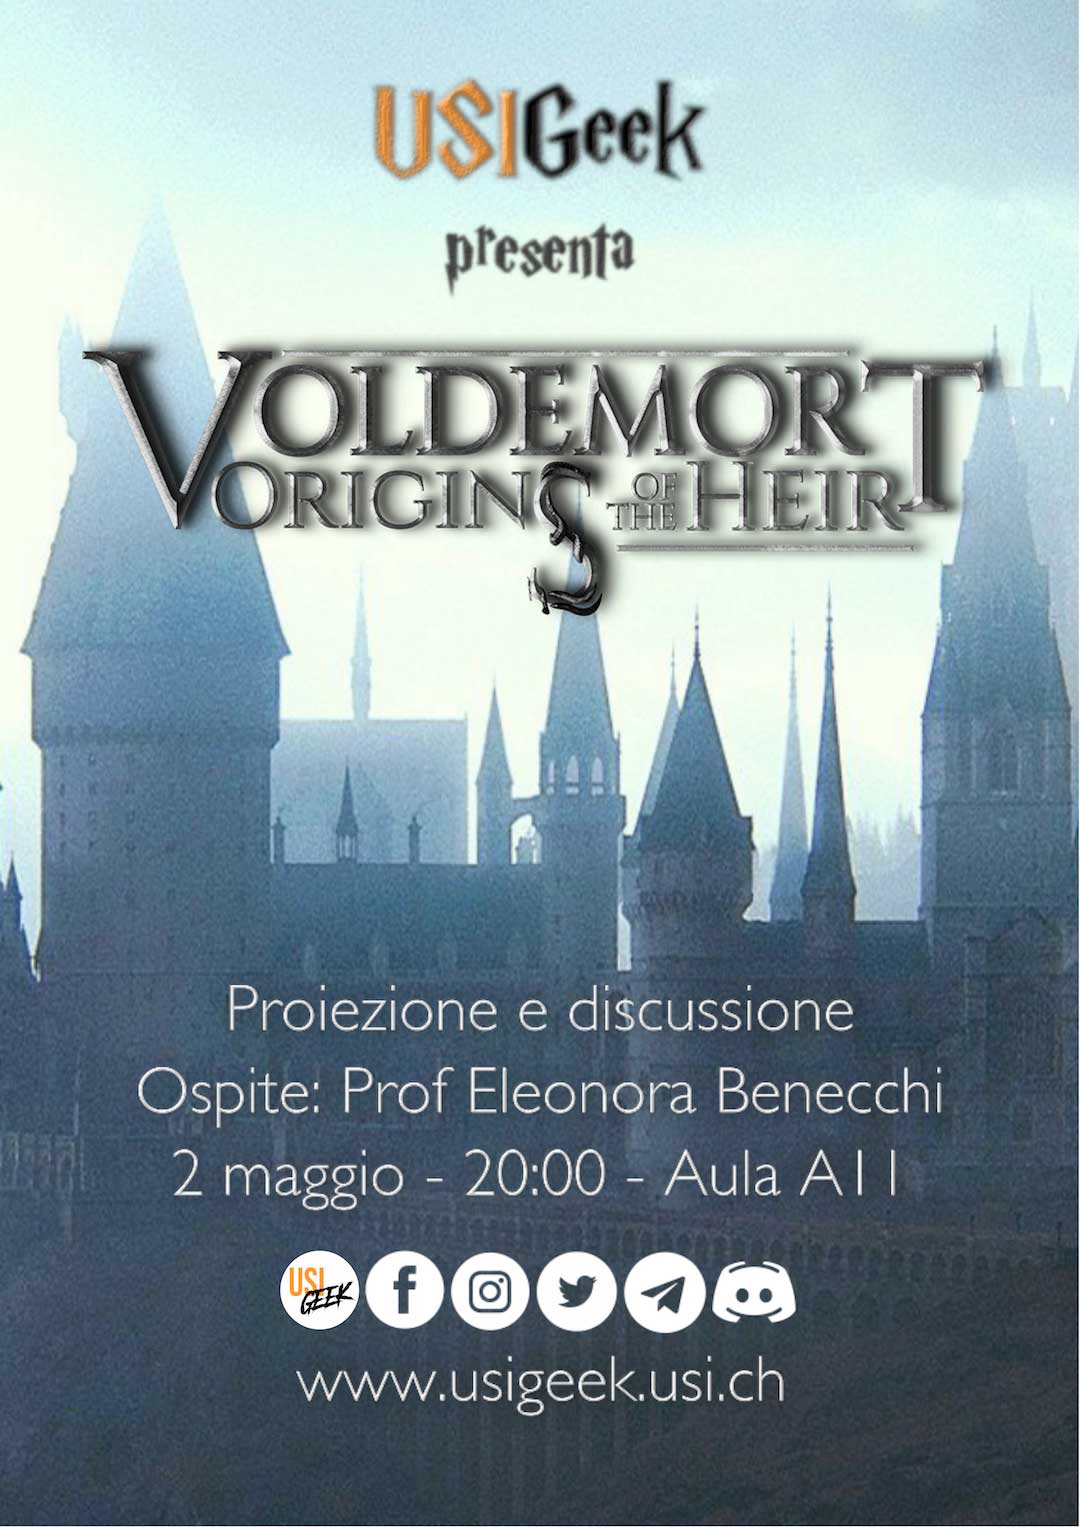 USIGeek
presenta
VOLDEMORT
ORIGINS OF THE HEIR
Proiezione e discussione
Ospite: Prof Eleonora Benecchi
2 maggio - 20:00 - Aula A11
USI GEEK
www.usigeek.usi.ch